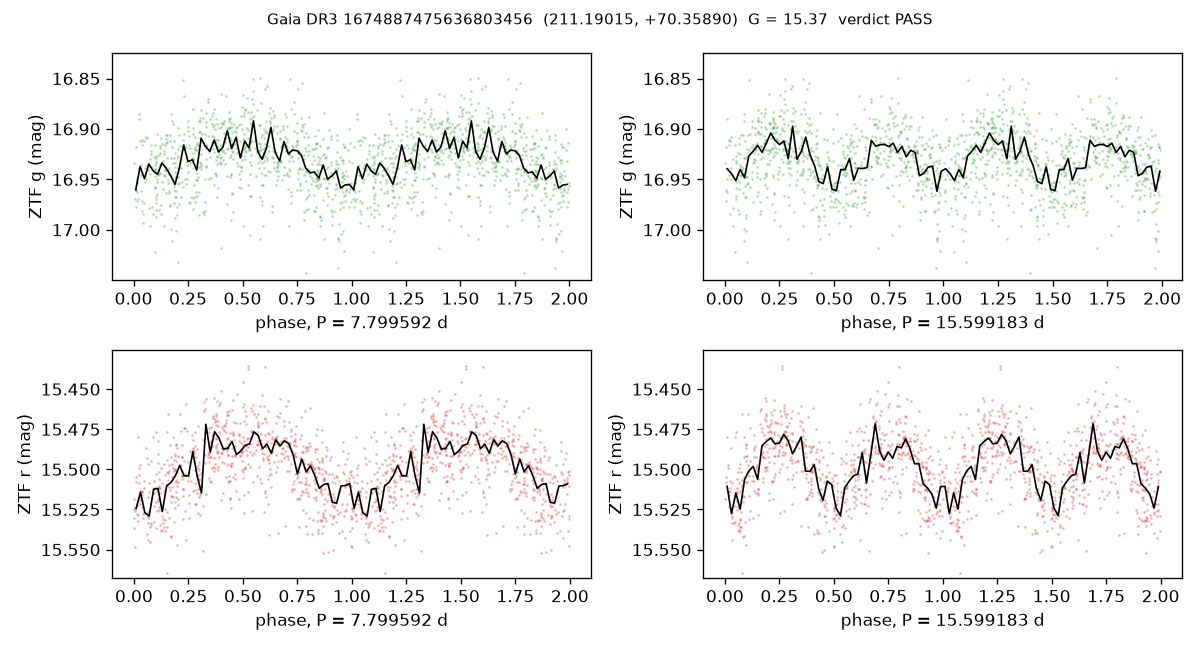 Gaia DR3 1674887475636803456 (211.19015, +70.35890) G = 15.37 verdict PASS
16.85
16.90
16.95
17.00
ZTF g (mag)
0.00 0.25 0.50 0.75 1.00 1.25 1.50 1.75 2.00
phase, P = 7.799592 d
16.85
16.90
16.95
17.00
ZTF g (mag)
0.00 0.25 0.50 0.75 1.00 1.25 1.50 1.75 2.00
phase, P = 15.599183 d
15.450
15.475
15.500
15.525
15.550
ZTF r (mag)
0.00 0.25 0.50 0.75 1.00 1.25 1.50 1.75 2.00
phase, P = 7.799592 d
15.450
15.475
15.500
15.525
15.550
ZTF r (mag)
0.00 0.25 0.50 0.75 1.00 1.25 1.50 1.75 2.00
phase, P = 15.599183 d